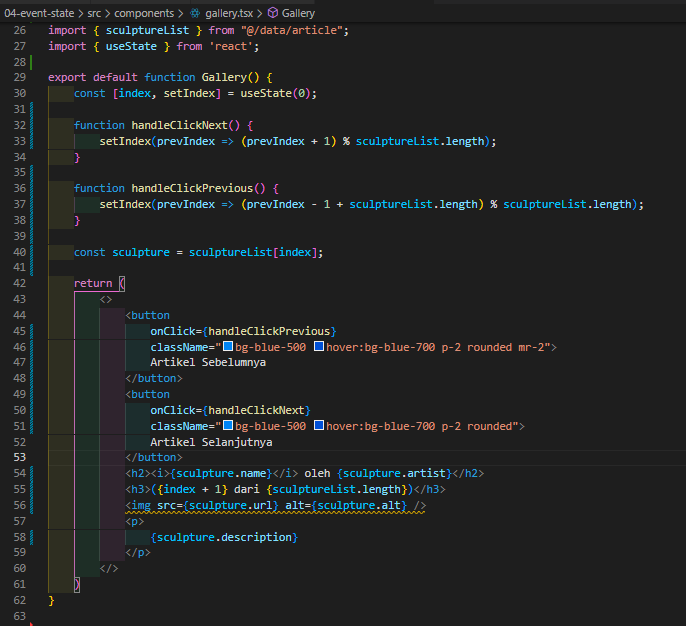 04-event-state > src > components > gallery.tsx > Gallery
26 import { sculptureList } from "@/data/article";
27 import { useState } from 'react';
28
29 export default function Gallery() {
30     const [index, setIndex] = useState(0);
31
32     function handleClickNext() {
33         setIndex(prevIndex => (prevIndex + 1) % sculptureList.length);
34     }
35
36     function handleClickPrevious() {
37         setIndex(prevIndex => (prevIndex - 1 + sculptureList.length) % sculptureList.length);
38     }
39
40     const sculpture = sculptureList[index];
41
42     return (
43         <>
44             <button
45                 onClick={handleClickPrevious}
46                 className="bg-blue-500 hover:bg-blue-700 p-2 rounded mr-2">
47                 Artikel Sebelumnya
48             </button>
49             <button
50                 onClick={handleClickNext}
51                 className="bg-blue-500 hover:bg-blue-700 p-2 rounded">
52                 Artikel Selanjutnya
53             </button>
54             <h2><i>{sculpture.name}</i> oleh {sculpture.artist}</h2>
55             <h3>({index + 1} dari {sculptureList.length})</h3>
56             <img src={sculpture.url} alt={sculpture.alt} />
57             <p>
58                 {sculpture.description}
59             </p>
60         </>
61     )
62 }
63